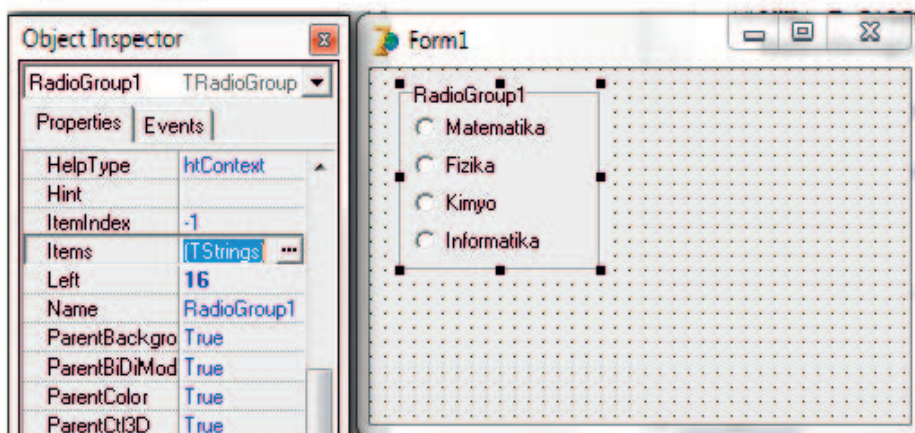 Object Inspector
RadioGroup1 TRadioGroup
Properties Events
HelpType htContext
Hint
ItemIndex -1
Items (TStrings) ...
Left 16
Name RadioGroup1
ParentBackgro True
ParentBiDiMod True
ParentColor True
ParentCtl3D True
Form1
RadioGroup1
Matematika
Fizika
Kimyo
Informatika